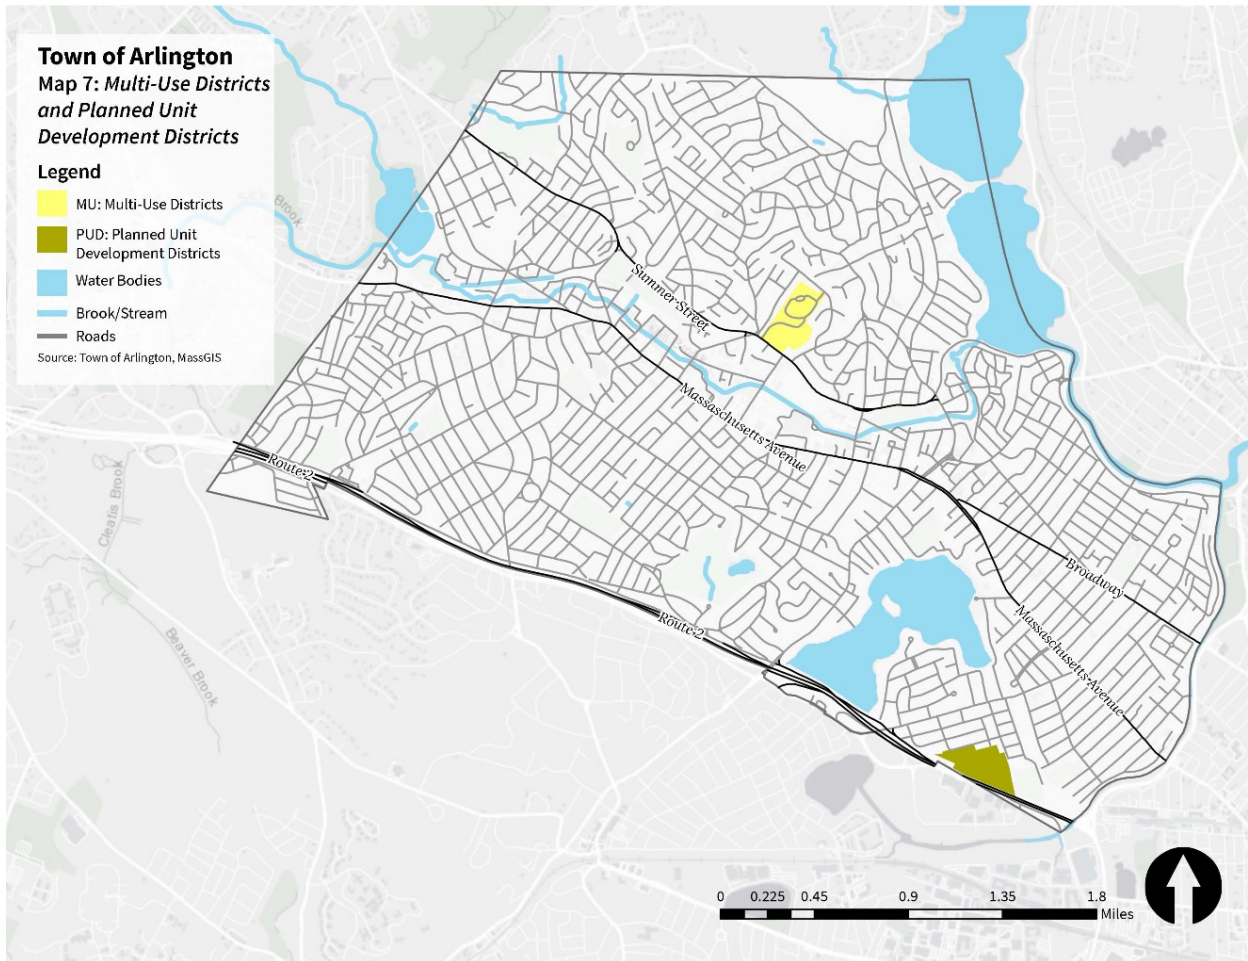 Town of Arlington
Map 7: Multi-Use Districts
and Planned Unit
Development Districts
Legend
MU: Multi-Use Districts
PUD: Planned Unit
Development Districts
Water Bodies
Brook/Stream
Roads
Source: Town of Arlington, MassGIS
Brook
Summer Street
Massachusetts Avenue
Route 2
Cleatis Brook
Broadway
Route 2
Massachusetts Avenue
Beaver Brook
0 0.225 0.45 0.9 1.35 1.8
Miles